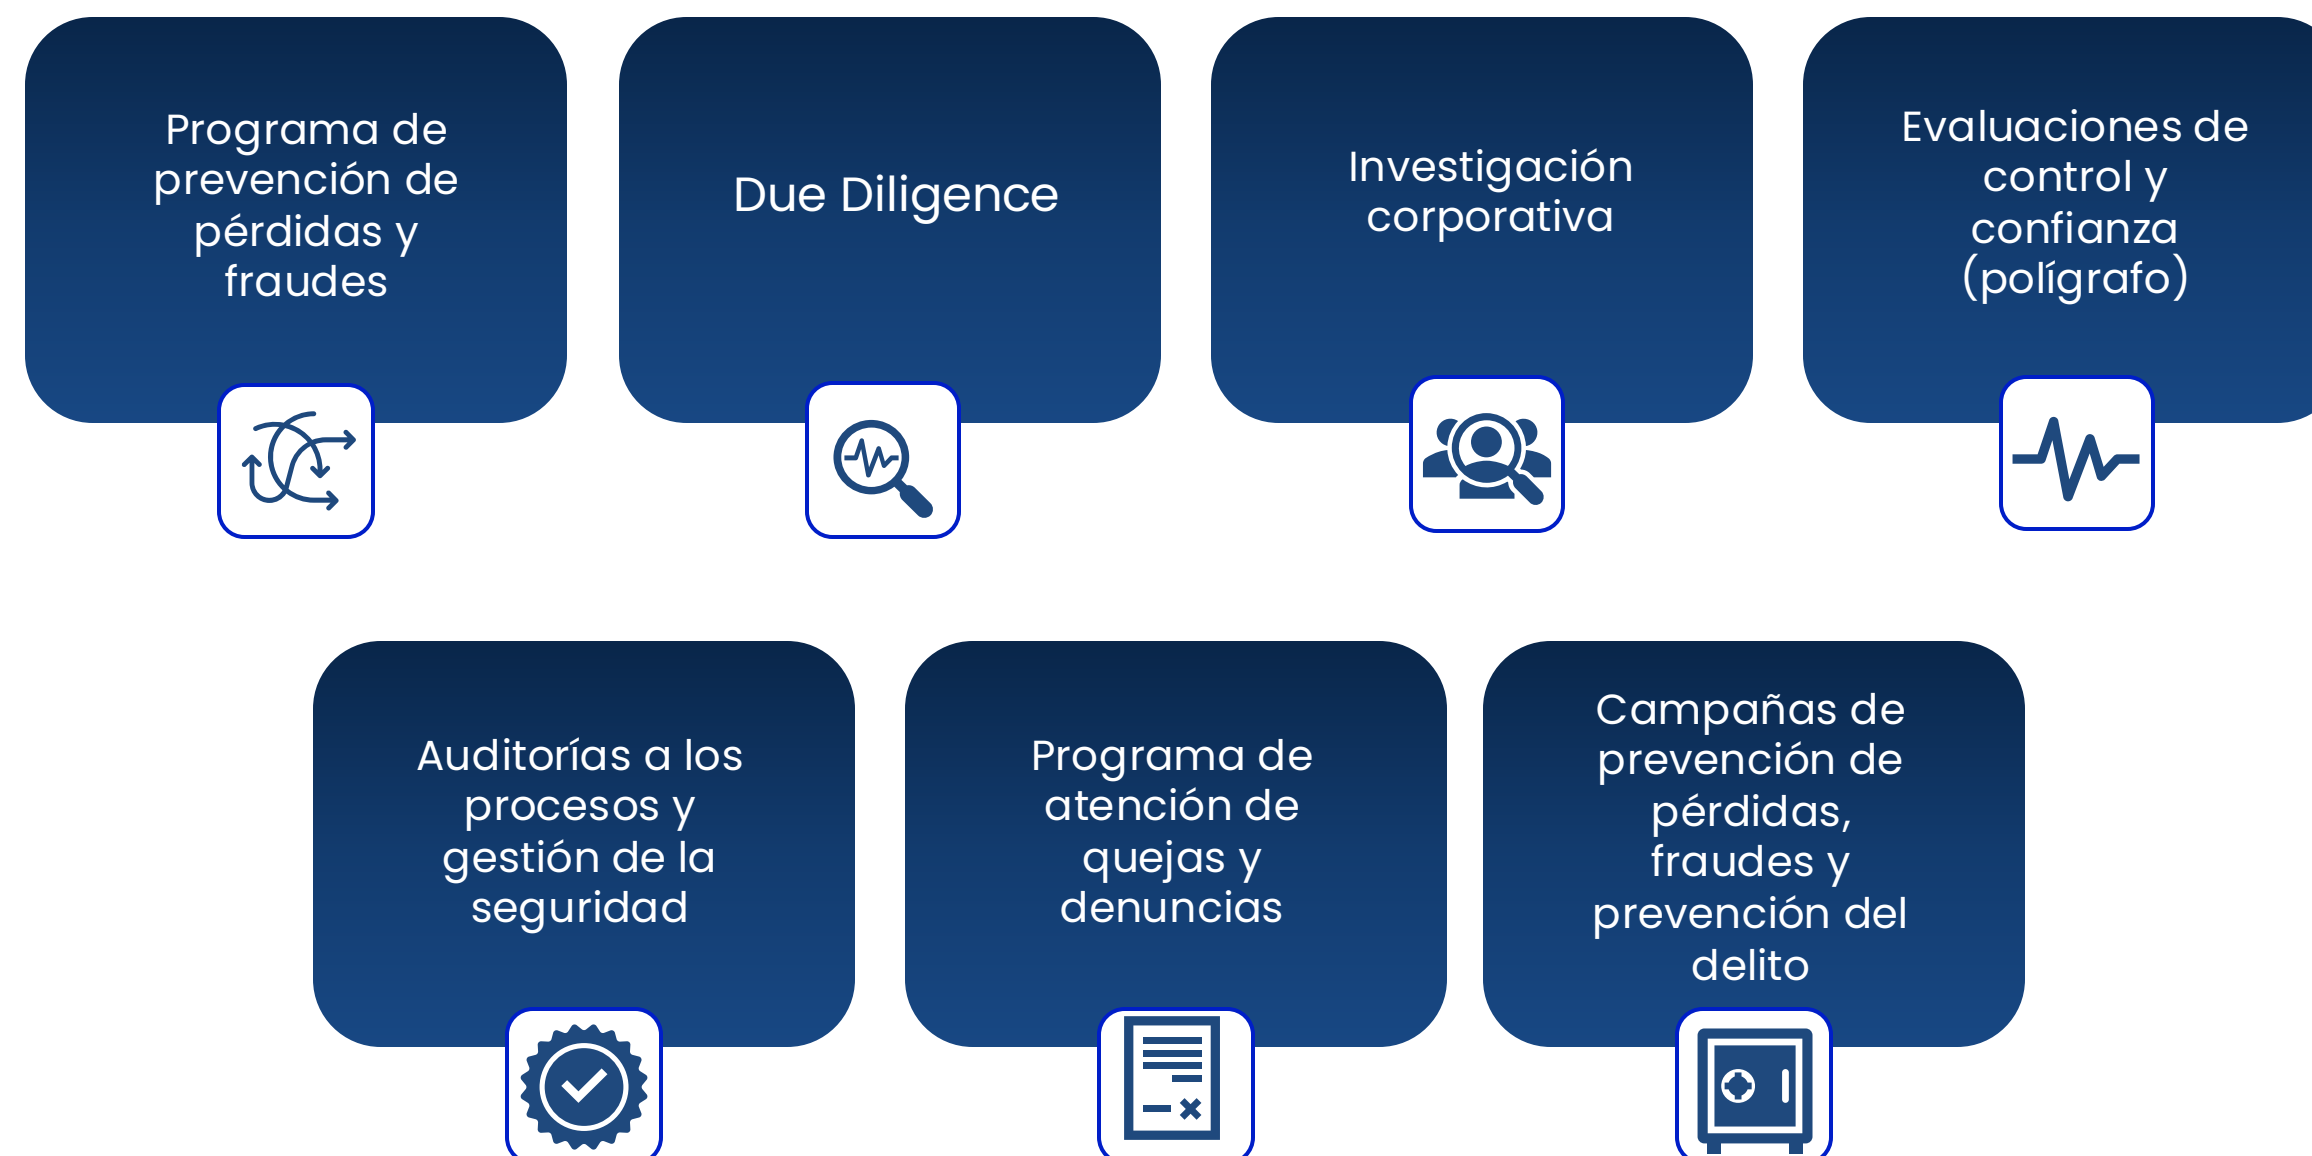 Programa de
prevención de
pérdidas y
fraudes
Due Diligence
Investigación
corporativa
Evaluaciones de
control y
confianza
(polígrafo)
Auditorías a los
procesos y
gestión de la
seguridad
Programa de
atención de
quejas y
denuncias
Campañas de
prevención de
pérdidas,
fraudes y
prevención del
delito